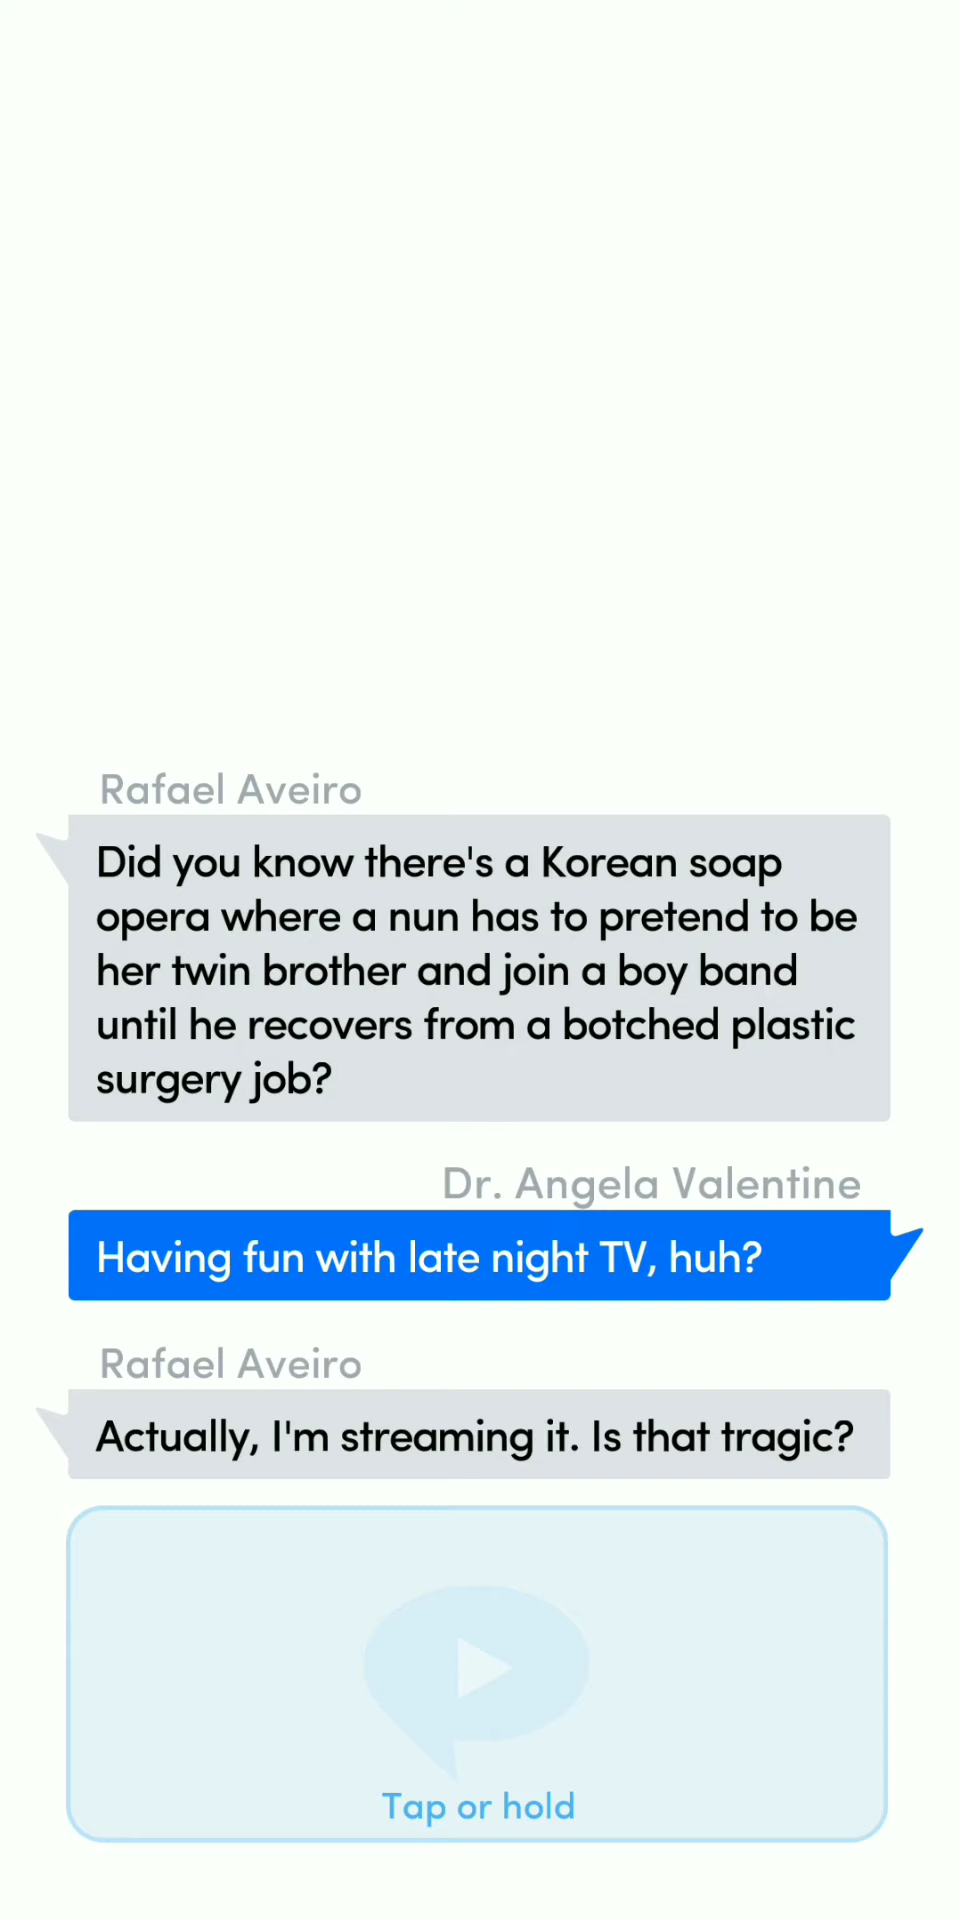 Rafael Aveiro
Did you know there's a Korean soap
opera where a nun has to pretend to be
her twin brother and join a boy band
until he recovers from a botched plastic
surgery job?
Dr. Angela Valentine
Having fun with late night TV, huh?
Rafael Aveiro
Actually, I'm streaming it. Is that tragic?
Tap or hold